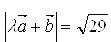 |λa⃗ + b⃗| = √29